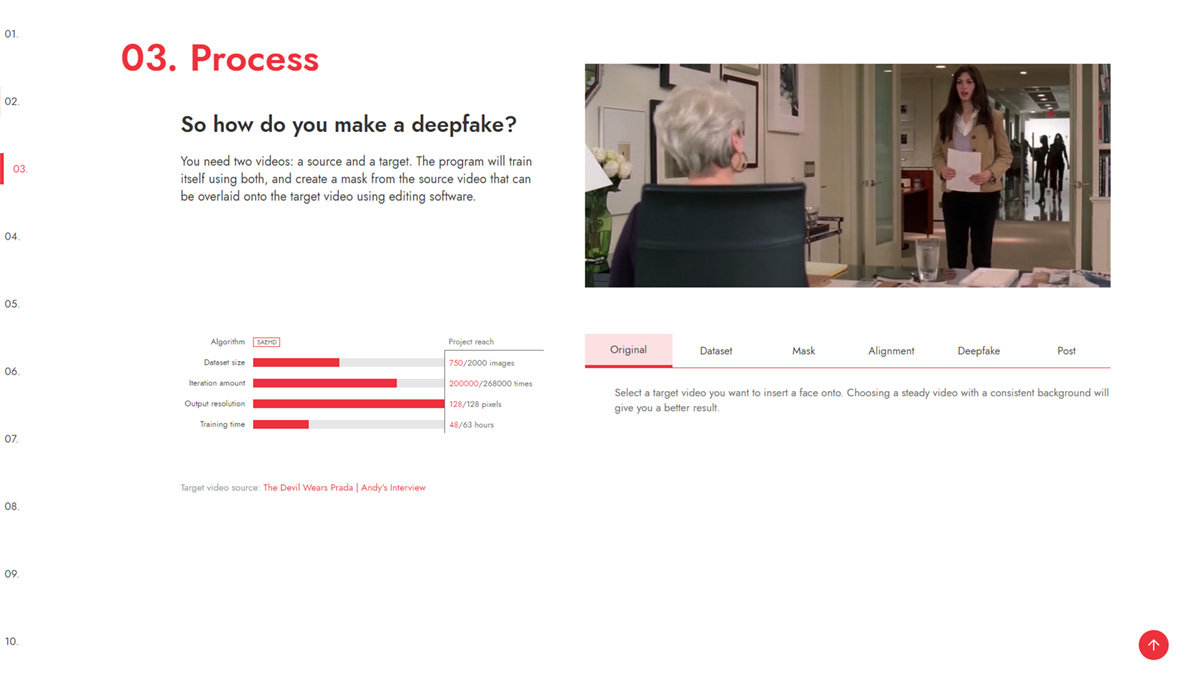 01.
02.
03.
04.
05.
06.
07.
08.
09.
10.
03. Process
So how do you make a deepfake?
You need two videos: a source and a target. The program will train
itself using both, and create a mask from the source video that can
be overlaid onto the target video using editing software.
Algorithm SAEHD Project reach
Dataset size 750/2000 images
Iteration amount 200000/268000 times
Output resolution 128/128 pixels
Training time 48/63 hours
Target video source: The Devil Wears Prada | Andy's Interview
Original Dataset Mask Alignment Deepfake Post
Select a target video you want to insert a face onto. Choosing a steady video with a consistent background will
give you a better result.